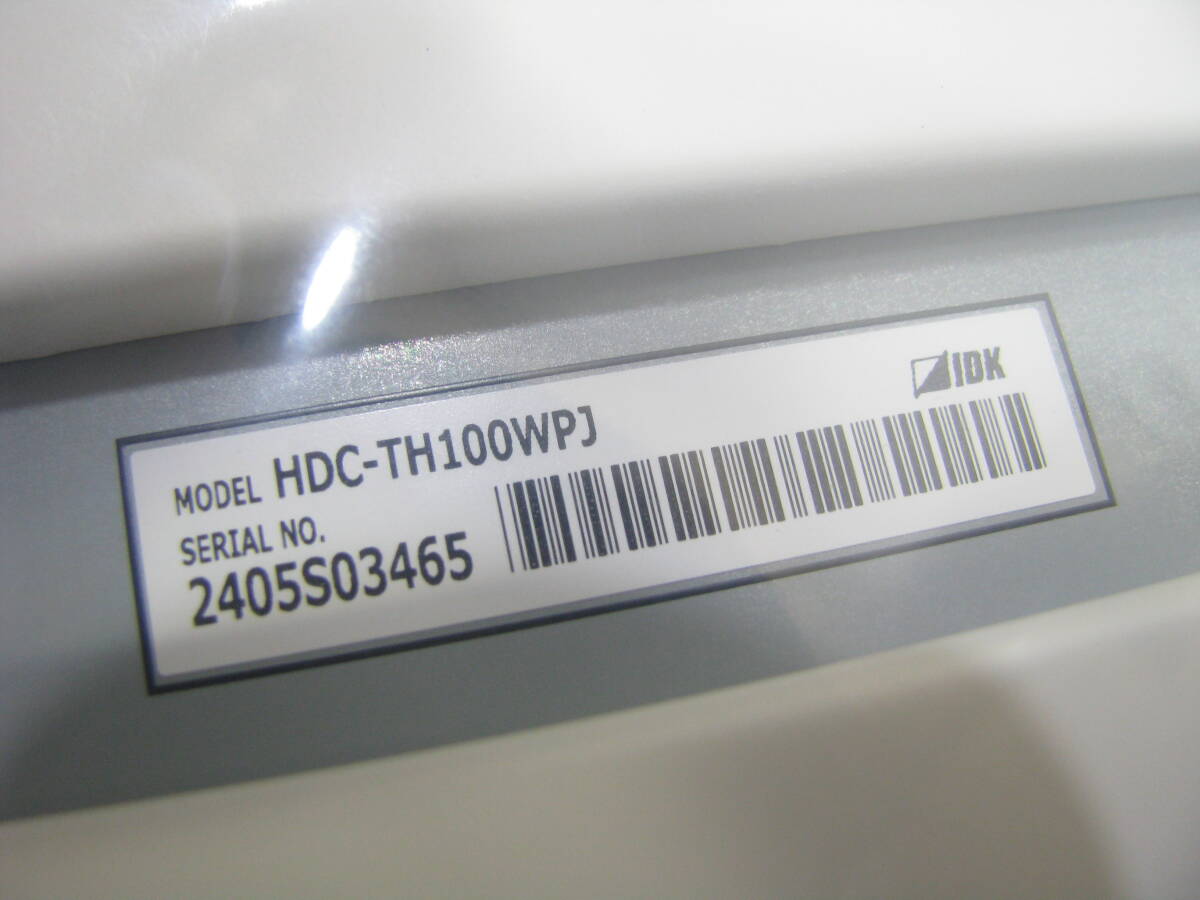 IDK
MODEL HDC-TH100WPJ
SERIAL NO.
2405S03465